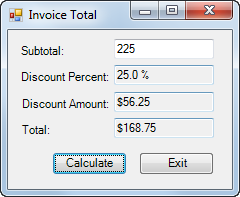 Invoice Total
Subtotal: 225
Discount Percent: 25.0 %
Discount Amount: $56.25
Total: $168.75
Calculate Exit